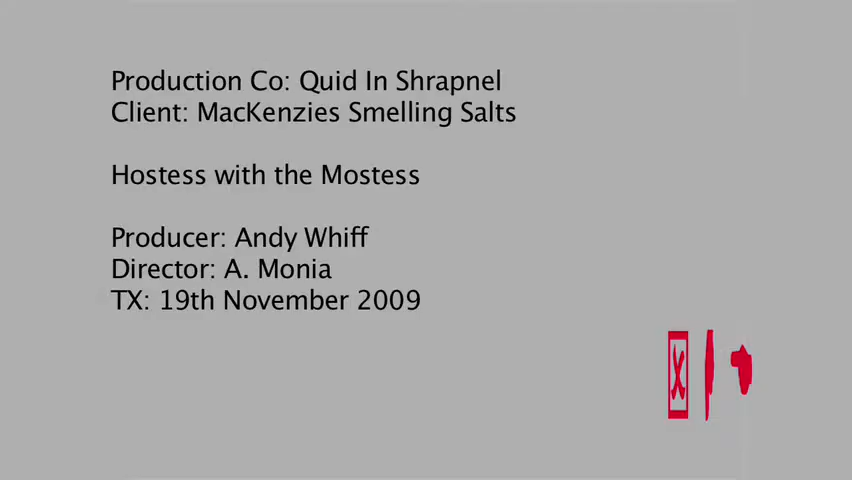 Production Co: Quid In Shrapnel
Client: MacKenzies Smelling Salts
Hostess with the Mostess
Producer: Andy Whiff
Director: A. Monia
TX: 19th November 2009